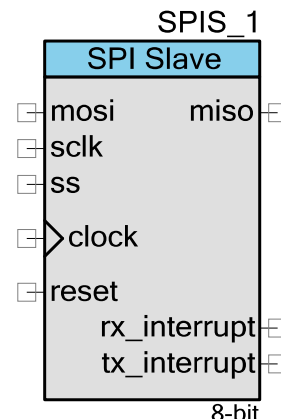 SPIS_1
SPI Slave
mosi miso
sclk
ss
clock
reset
rx_interrupt
tx_interrupt
8-bit